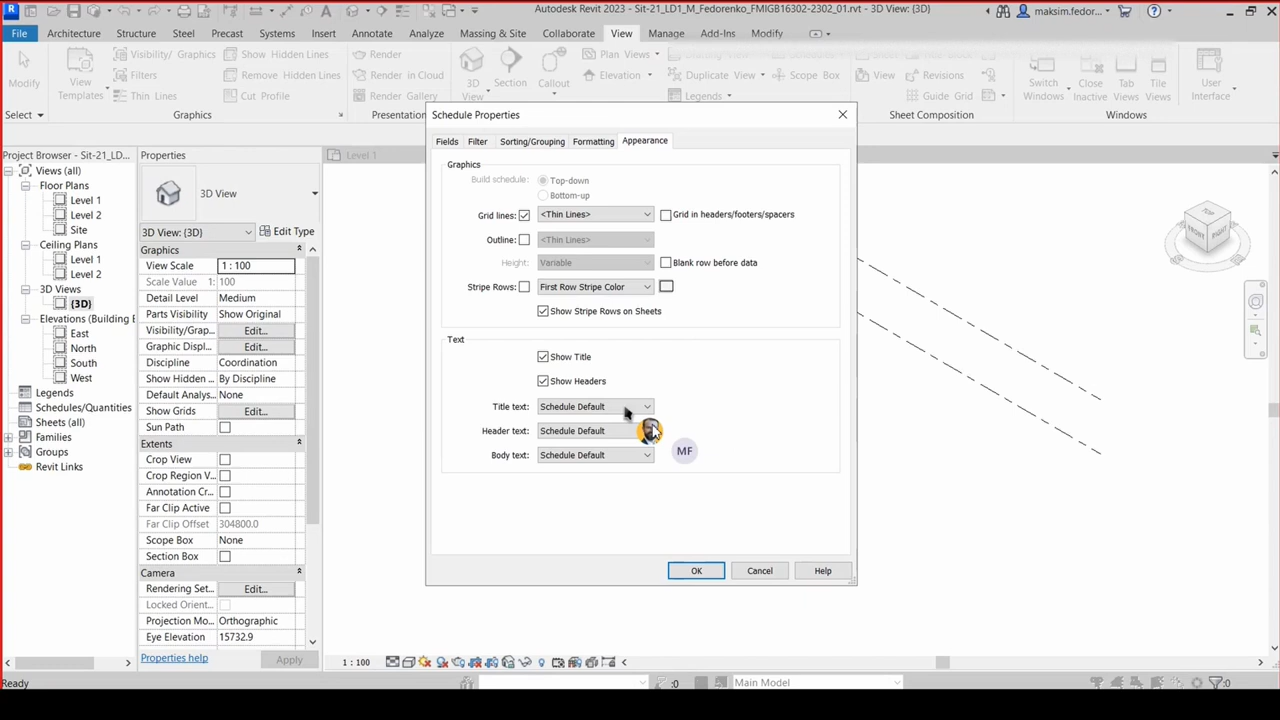 Autodesk Revit 2023 - Sit-21_LD1_M_Fedorenko_FMIGB16302-2302_01.rvt - 3D View: {3D}
maksim.fedor...
File Architecture Structure Steel Precast Systems Insert Annotate Analyze Massing & Site Collaborate View Manage Add-Ins Modify
Modify
View
Templates
Visibility/ Graphics
Filters
Thin Lines
Show Hidden Lines
Remove Hidden Lines
Cut Profile
Render
Render in Cloud
Render Gallery
3D
View
Section
Callout
Plan Views
Elevation
Duplicate View
Legends
Scope Box
View
Revisions
Guide Grid
Switch
Windows
Close
Inactive
Tab
Views
Tile
Views
User
Interface
Select
Graphics
Presentation
Sheet Composition
Windows
Project Browser - Sit-21_LD...
Views (all)
Floor Plans
Level 1
Level 2
Site
Ceiling Plans
Level 1
Level 2
3D Views
{3D}
Elevations (Building E
East
North
South
West
Legends
Schedules/Quantities
Sheets (all)
Families
Groups
Revit Links
Properties
3D View
3D View: {3D}
Edit Type
Graphics
View Scale 1 : 100
Scale Value 1: 100
Detail Level Medium
Parts Visibility Show Original
Visibility/Grap... Edit...
Graphic Displ... Edit...
Discipline Coordination
Show Hidden ... By Discipline
Default Analys... None
Show Grids Edit...
Sun Path
Extents
Crop View
Crop Region V...
Annotation Cr...
Far Clip Active
Far Clip Offset 304800.0
Scope Box None
Section Box
Camera
Rendering Set... Edit...
Locked Orient...
Projection Mode Orthographic
Eye Elevation 15732.9
Properties help
Apply
Level 1
Schedule Properties
Fields Filter Sorting/Grouping Formatting Appearance
Graphics
Build schedule: Top-down
Bottom-up
Grid lines: <Thin Lines> Grid in headers/footers/spacers
Outline: <Thin Lines>
Height: Variable Blank row before data
Stripe Rows: First Row Stripe Color
Show Stripe Rows on Sheets
Text
Show Title
Show Headers
Title text: Schedule Default
Header text: Schedule Default
Body text: Schedule Default
MF
OK Cancel Help
TOP
FRONT
RIGHT
1 : 100
Ready
:0
Main Model
:0